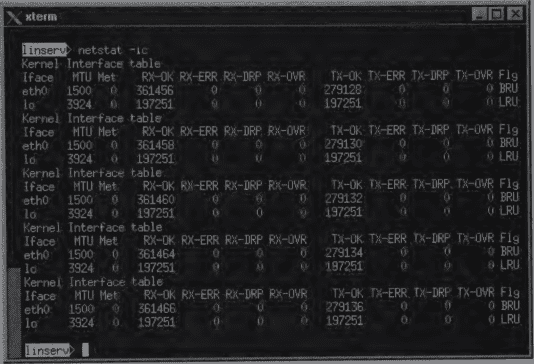 xterm
linserv> netstat -ic
Kernel Interface table
Iface MTU Met RX-OK RX-ERR RX-DRP RX-OVR TX-OK TX-ERR TX-DRP TX-OVR Flg
eth0 1500 0 361456 0 0 0 279128 0 0 0 BRU
lo 3924 0 197251 0 0 0 197251 0 0 0 LRU
Kernel Interface table
Iface MTU Met RX-OK RX-ERR RX-DRP RX-OVR TX-OK TX-ERR TX-DRP TX-OVR Flg
eth0 1500 0 361458 0 0 0 279130 0 0 0 BRU
lo 3924 0 197251 0 0 0 197251 0 0 0 LRU
Kernel Interface table
Iface MTU Met RX-OK RX-ERR RX-DRP RX-OVR TX-OK TX-ERR TX-DRP TX-OVR Flg
eth0 1500 0 361460 0 0 0 279132 0 0 0 BRU
lo 3924 0 197251 0 0 0 197251 0 0 0 LRU
Kernel Interface table
Iface MTU Met RX-OK RX-ERR RX-DRP RX-OVR TX-OK TX-ERR TX-DRP TX-OVR Flg
eth0 1500 0 361464 0 0 0 279134 0 0 0 BRU
lo 3924 0 197251 0 0 0 197251 0 0 0 LRU
Kernel Interface table
Iface MTU Met RX-OK RX-ERR RX-DRP RX-OVR TX-OK TX-ERR TX-DRP TX-OVR Flg
eth0 1500 0 361466 0 0 0 279136 0 0 0 BRU
lo 3924 0 197251 0 0 0 197251 0 0 0 LRU
linserv>